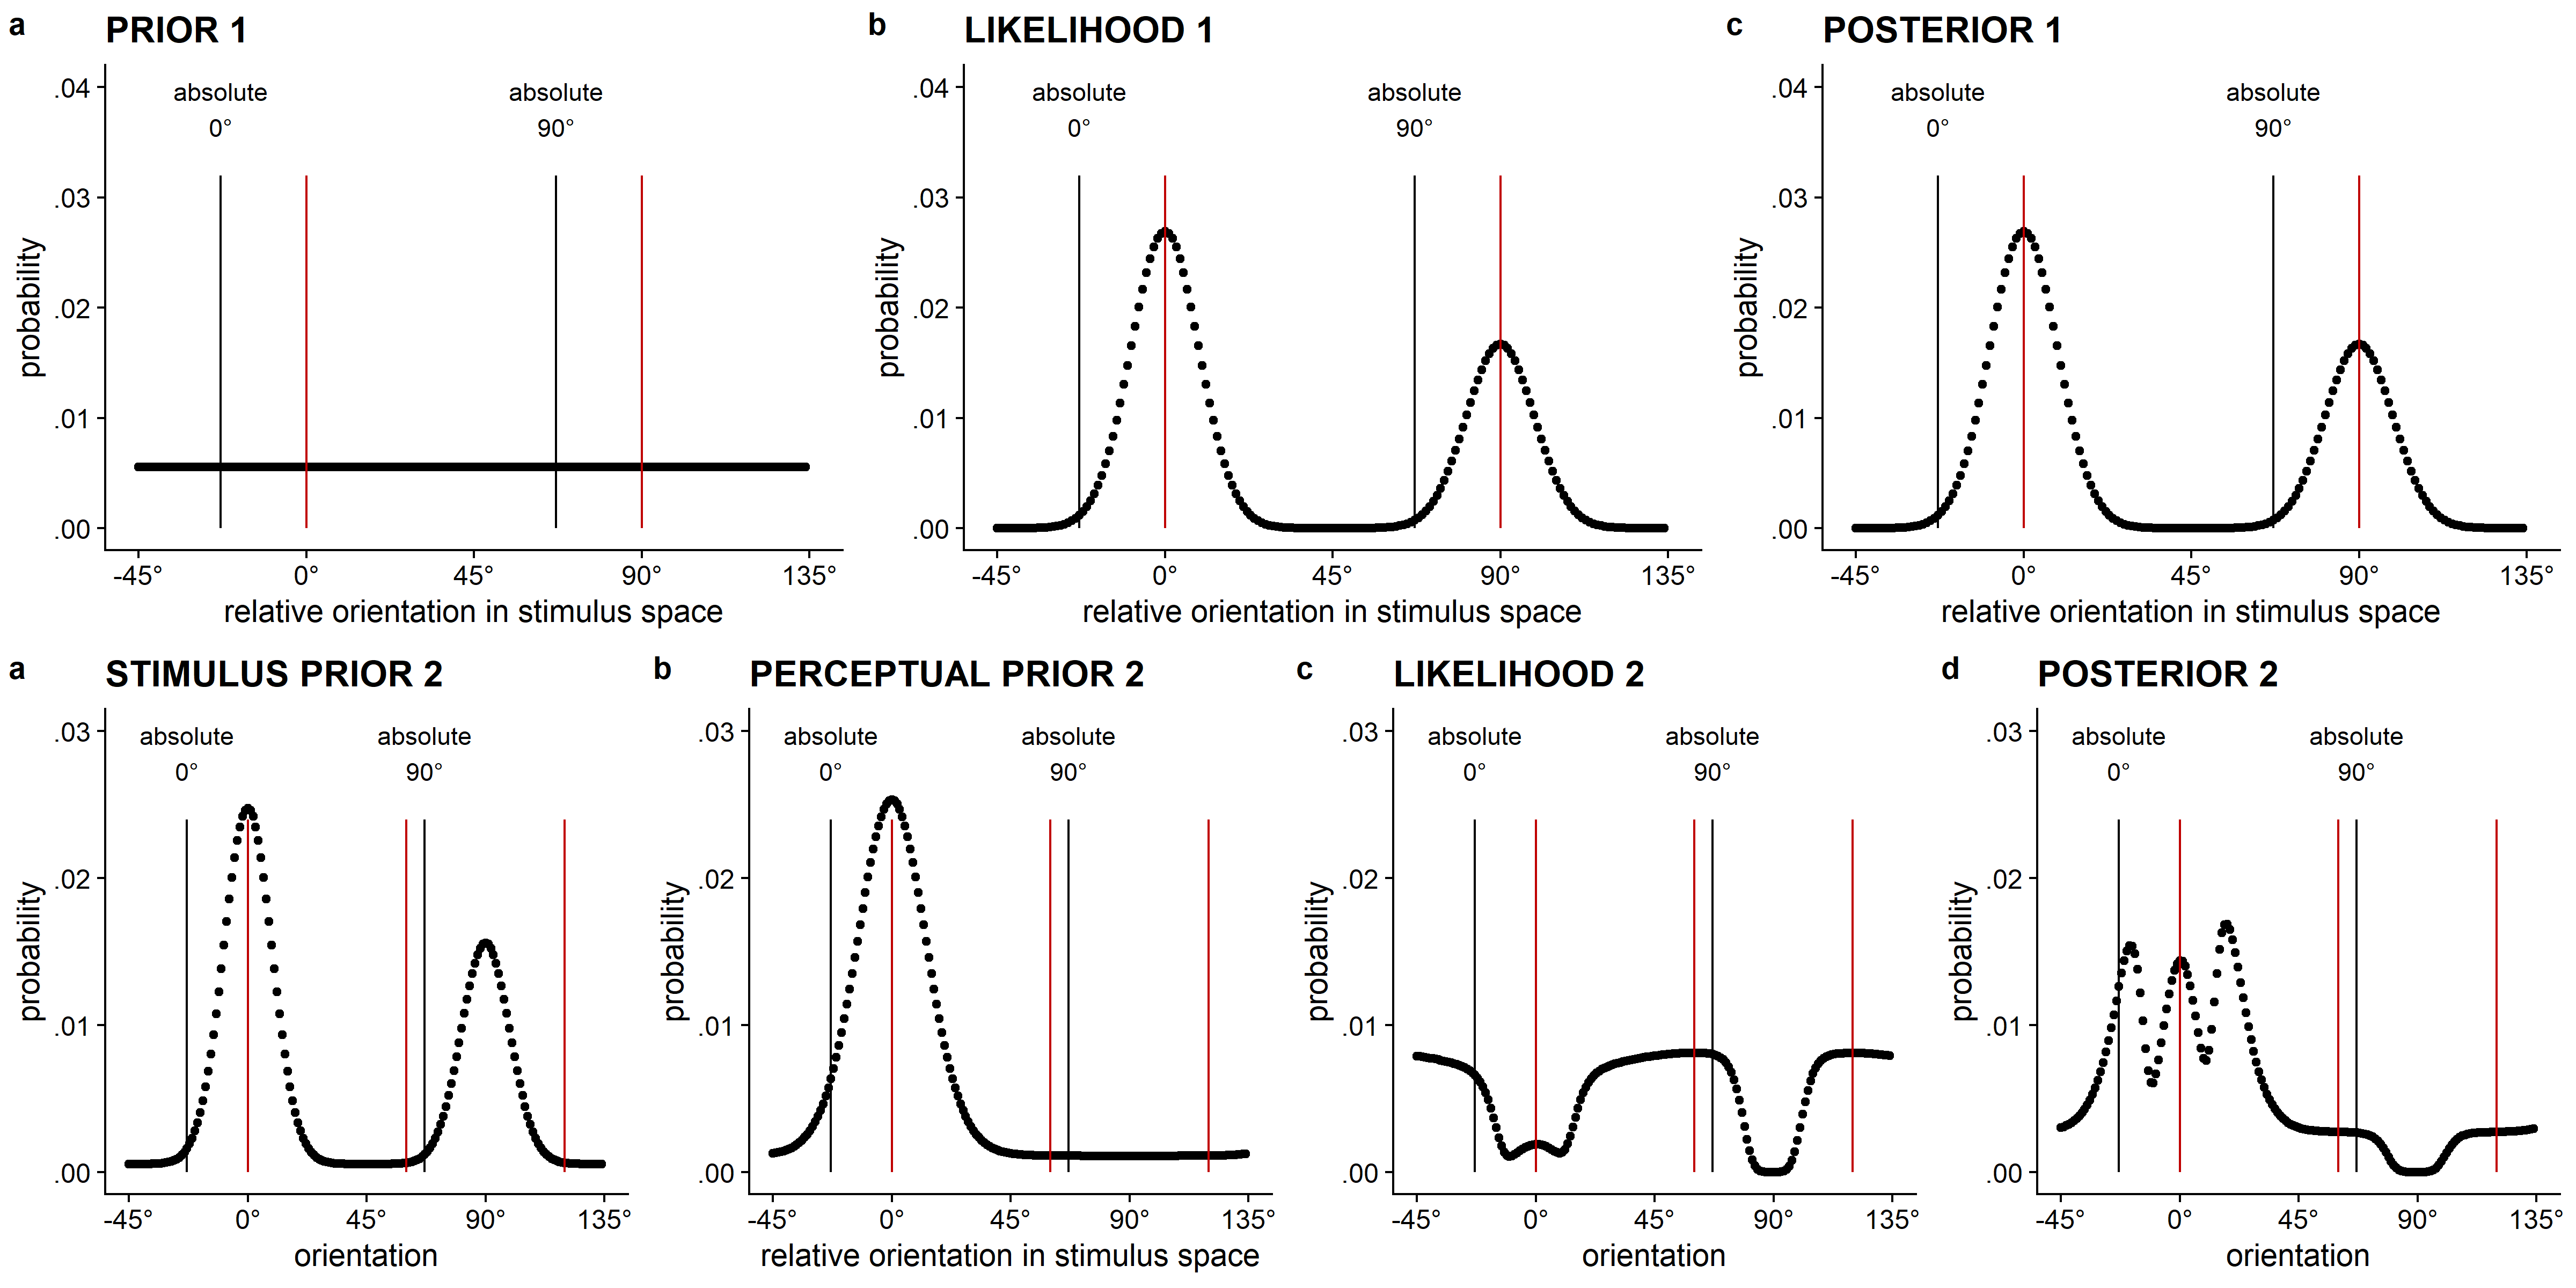 a PRIOR 1
absolute absolute
0° 90°
.04
.03
.02
.01
.00
probability
-45° 0° 45° 90° 135°
relative orientation in stimulus space
b LIKELIHOOD 1
absolute absolute
0° 90°
.04
.03
.02
.01
.00
probability
-45° 0° 45° 90° 135°
relative orientation in stimulus space
c POSTERIOR 1
absolute absolute
0° 90°
.04
.03
.02
.01
.00
probability
-45° 0° 45° 90° 135°
relative orientation in stimulus space
a STIMULUS PRIOR 2
absolute absolute
0° 90°
.03
.02
.01
.00
probability
-45° 0° 45° 90° 135°
orientation
b PERCEPTUAL PRIOR 2
absolute absolute
0° 90°
.03
.02
.01
.00
probability
-45° 0° 45° 90° 135°
relative orientation in stimulus space
c LIKELIHOOD 2
absolute absolute
0° 90°
.03
.02
.01
.00
probability
-45° 0° 45° 90° 135°
orientation
d POSTERIOR 2
absolute absolute
0° 90°
.03
.02
.01
.00
probability
-45° 0° 45° 90° 135°
orientation